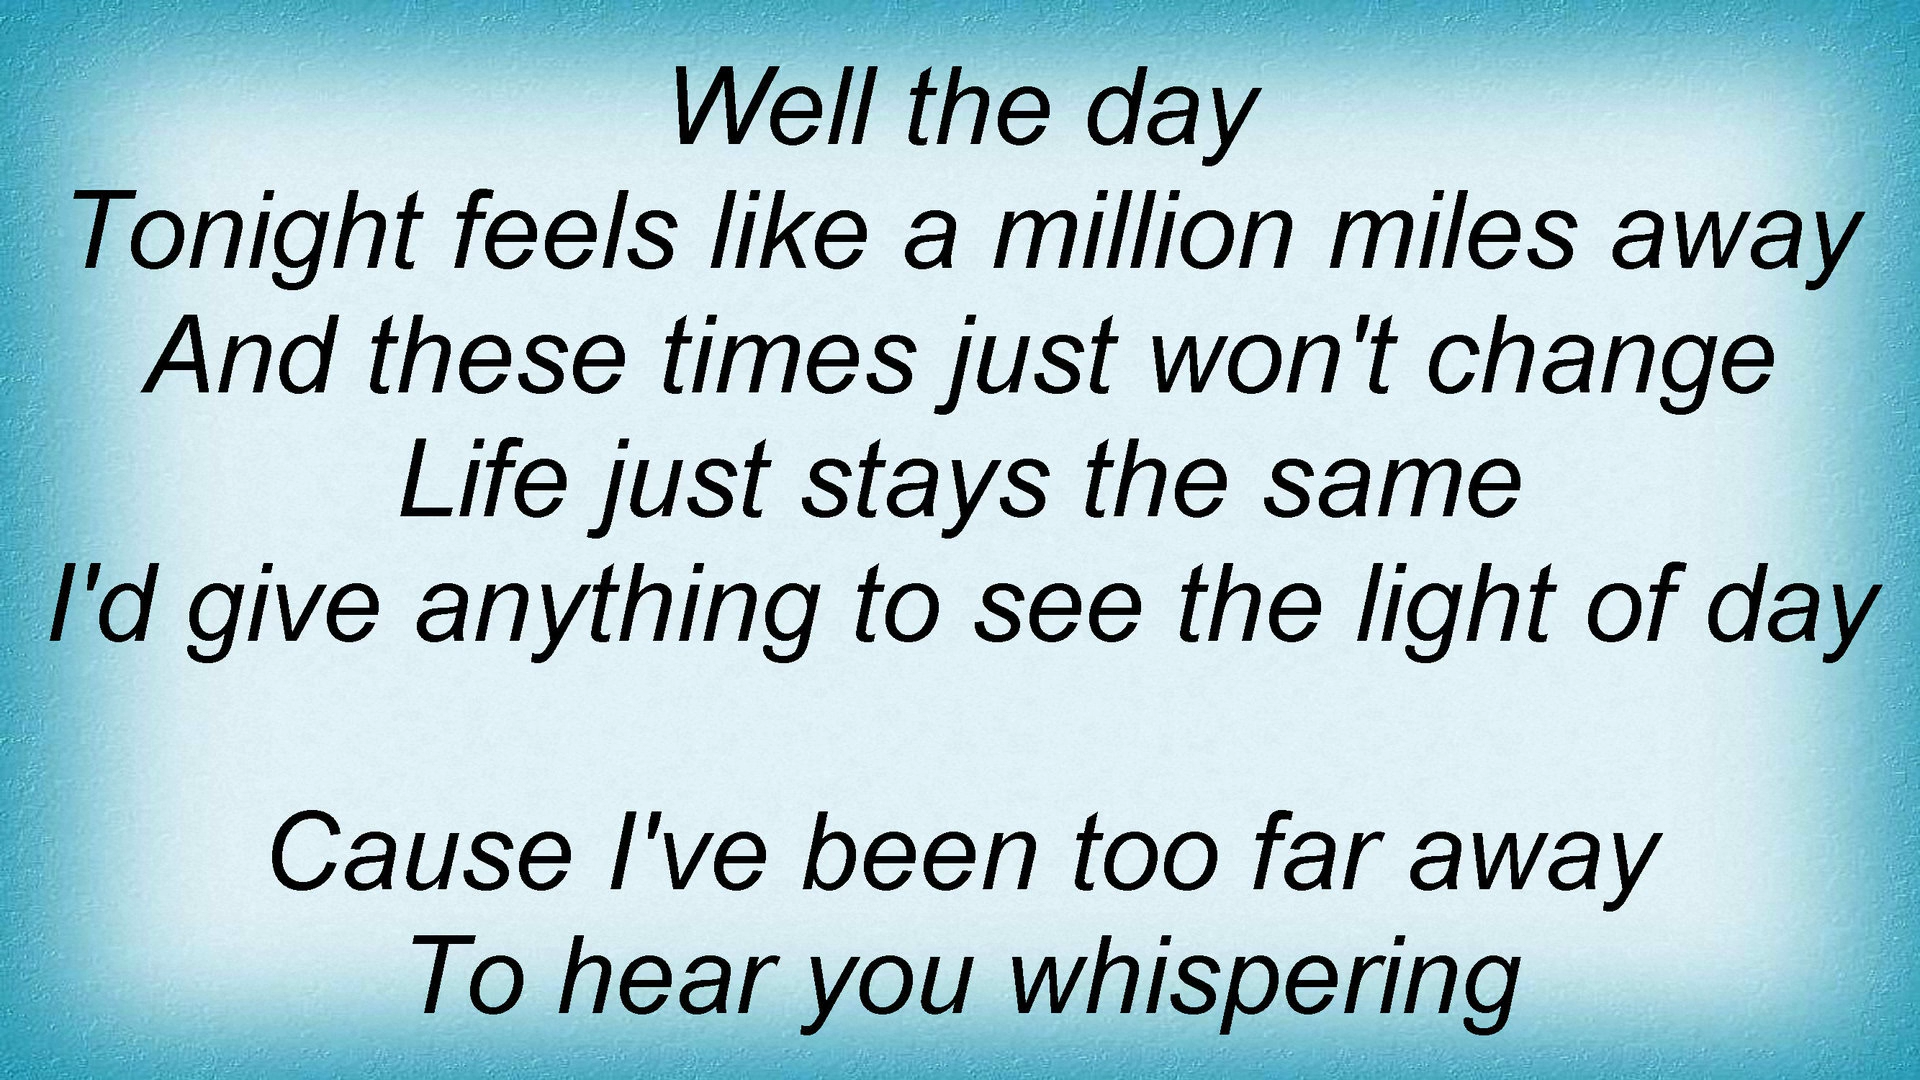 Well the day
Tonight feels like a million miles away
And these times just won't change
Life just stays the same
I'd give anything to see the light of day
Cause I've been too far away
To hear you whispering